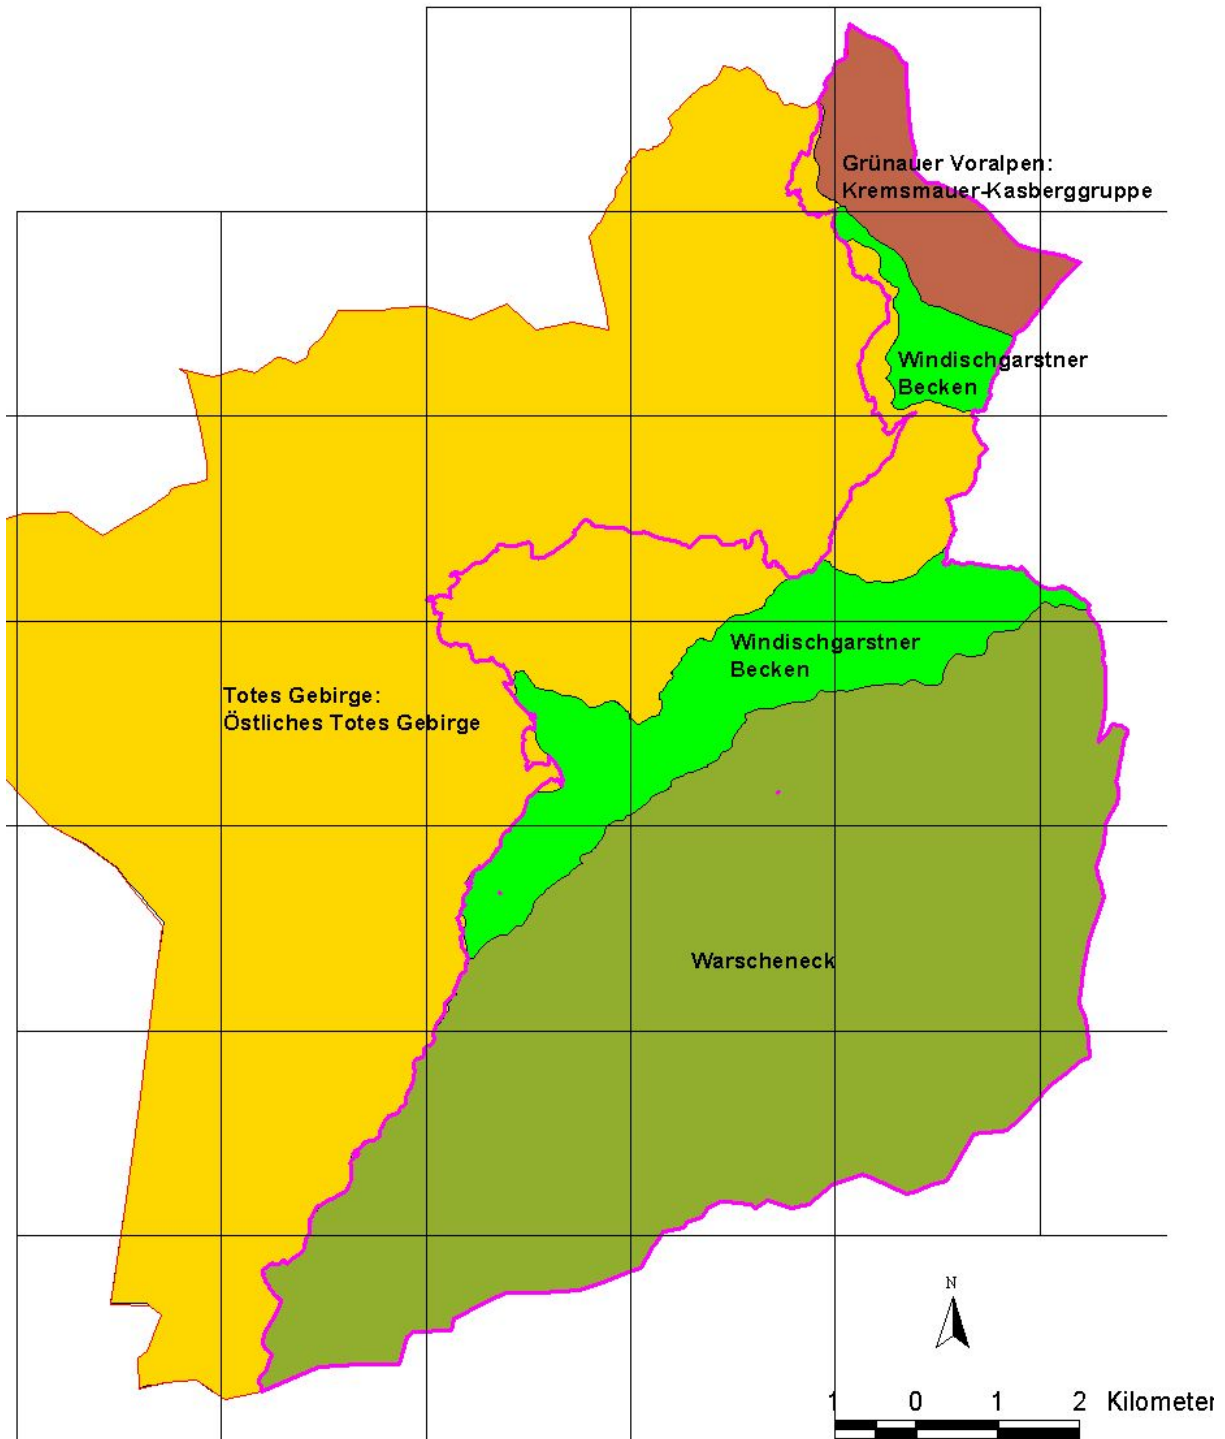 Grünauer Voralpen:
Kremsmauer-Kasberggruppe
Windischgarstner
Becken
Windischgarstner
Becken
Totes Gebirge:
Östliches Totes Gebirge
Warscheneck
N
1 0 1 2 Kilometer